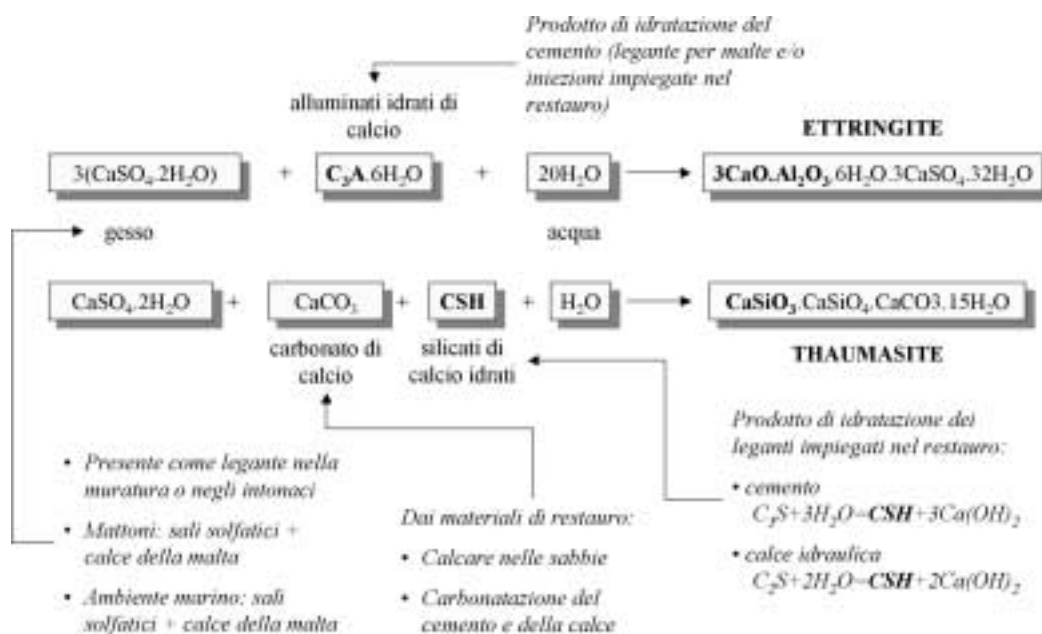 Prodotto di idratazione del
cemento (legante per malte e/o
iniezioni impiegate nel
restauro)
alluminati idrati di
calcio
ETTRINGITE
3(CaSO₄.2H₂O) + C₃A.6H₂O + 20H₂O 3CaO.Al₂O₃.6H₂O.3CaSO₄.32H₂O
gesso acqua
CaSO₄.2H₂O + CaCO₃ + CSH + H₂O CaSiO₃.CaSiO₄.CaCO3.15H₂O
carbonato di
calcio
silicati di
calcio idrati
THAUMASITE
Prodotto di idratazione dei
leganti impiegati nel restauro:
• cemento
C₃S+3H₂O=CSH+3Ca(OH)₂
• calce idraulica
C₂S+2H₂O=CSH+2Ca(OH)₂
• Presente come legante nella
muratura o negli intonaci
• Mattoni: sali solfatici +
calce della malta
• Ambiente marino: sali
solfatici + calce della malta
Dai materiali di restauro:
• Calcare nelle sabbie
• Carbonatazione del
cemento e della calce